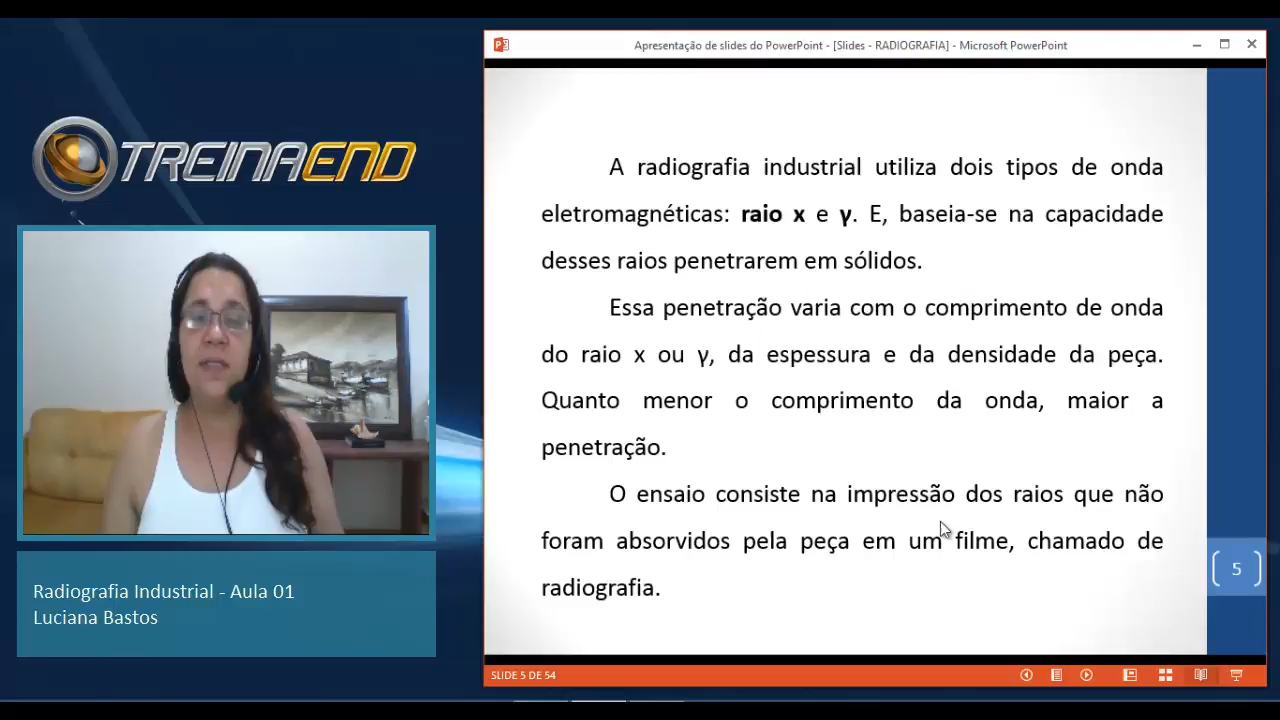 TREINAEND
Radiografia Industrial - Aula 01
Luciana Bastos
Apresentação de slides do PowerPoint - [Slides - RADIOGRAFIA] - Microsoft PowerPoint
A radiografia industrial utiliza dois tipos de onda
eletromagnéticas: raio x e γ. E, baseia-se na capacidade
desses raios penetrarem em sólidos.
Essa penetração varia com o comprimento de onda
do raio x ou γ, da espessura e da densidade da peça.
Quanto menor o comprimento da onda, maior a
penetração.
O ensaio consiste na impressão dos raios que não
foram absorvidos pela peça em um filme, chamado de
radiografia.
5
SLIDE 5 DE 54